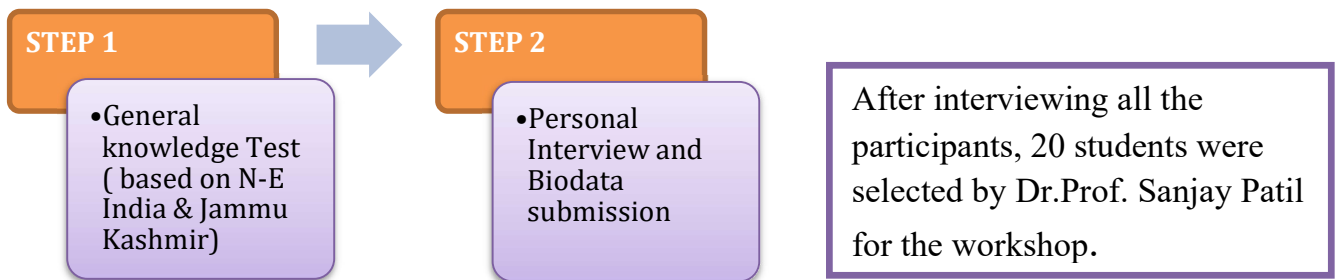 STEP 1
•General
knowledge Test
( based on N-E
India & Jammu
Kashmir)
STEP 2
•Personal
Interview and
Biodata
submission
After interviewing all the
participants, 20 students were
selected by Dr.Prof. Sanjay Patil
for the workshop.